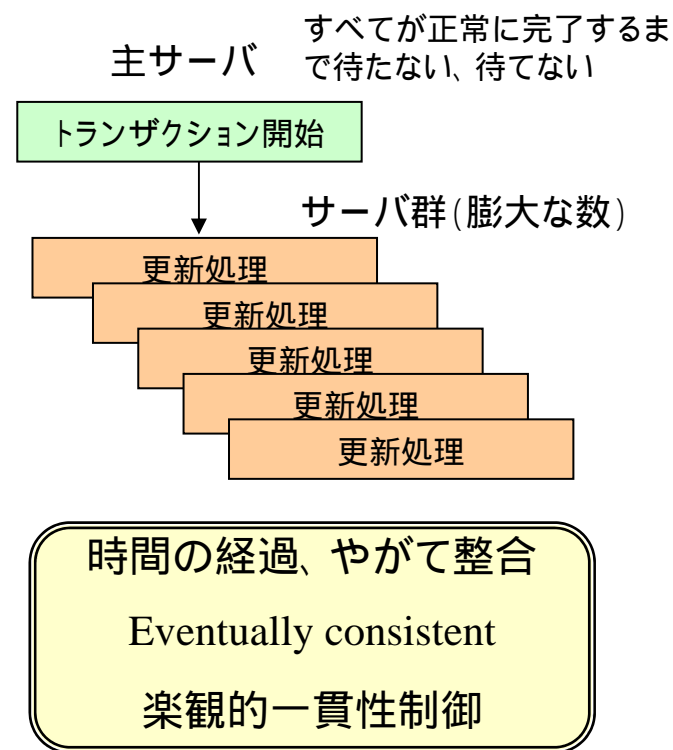 主サーバ
すべてが正常に完了するま
で待たない、待てない
トランザクション開始
サーバ群(膨大な数)
更新処理
更新処理
更新処理
更新処理
更新処理
時間の経過、やがて整合
Eventually consistent
楽観的一貫性制御